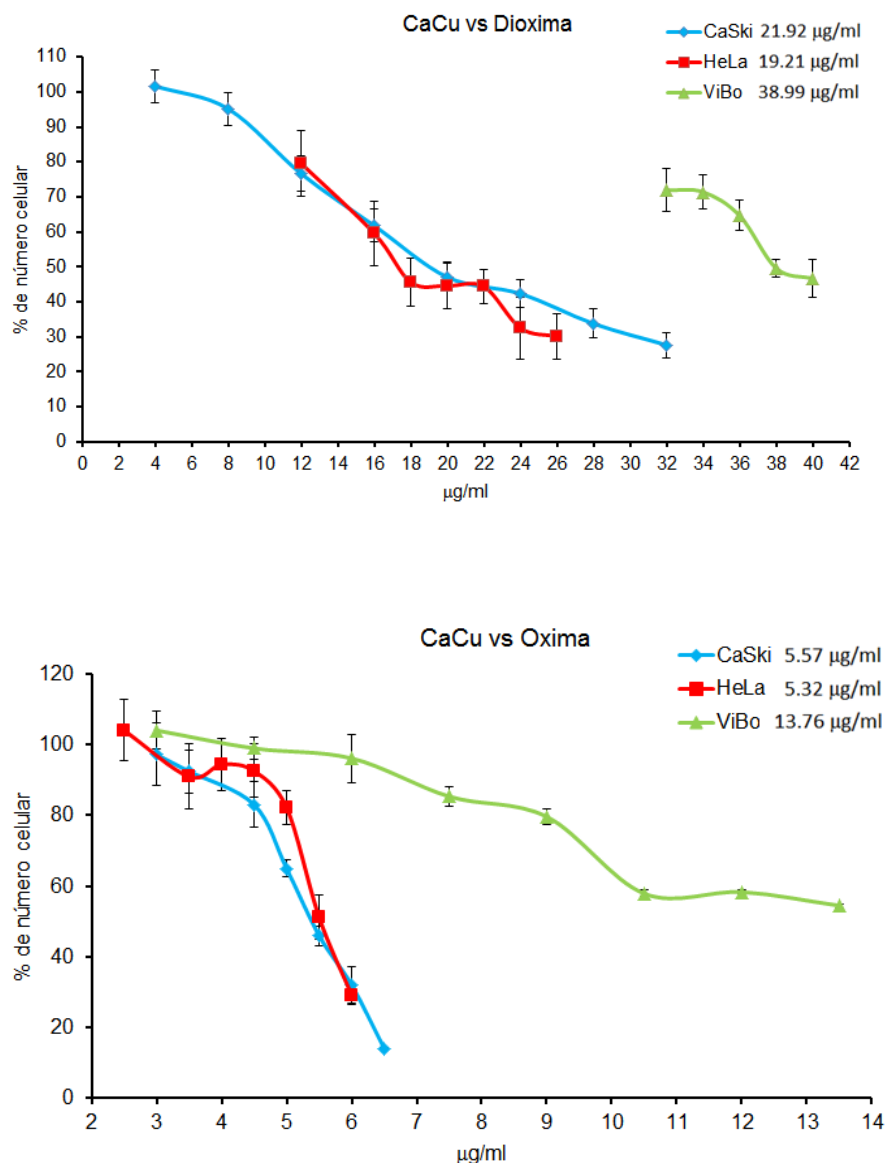 CaCu vs Dioxima
CaSki 21.92 µg/ml
HeLa 19.21 µg/ml
ViBo 38.99 µg/ml
% de número celular
110
100
90
80
70
60
50
40
30
20
10
0
0 2 4 6 8 10 12 14 16 18 20 22 24 26 28 30 32 34 36 38 40 42
µg/ml
CaCu vs Oxima
CaSki 5.57 µg/ml
HeLa 5.32 µg/ml
ViBo 13.76 µg/ml
% de número celular
120
100
80
60
40
20
0
2 3 4 5 6 7 8 9 10 11 12 13 14
µg/ml